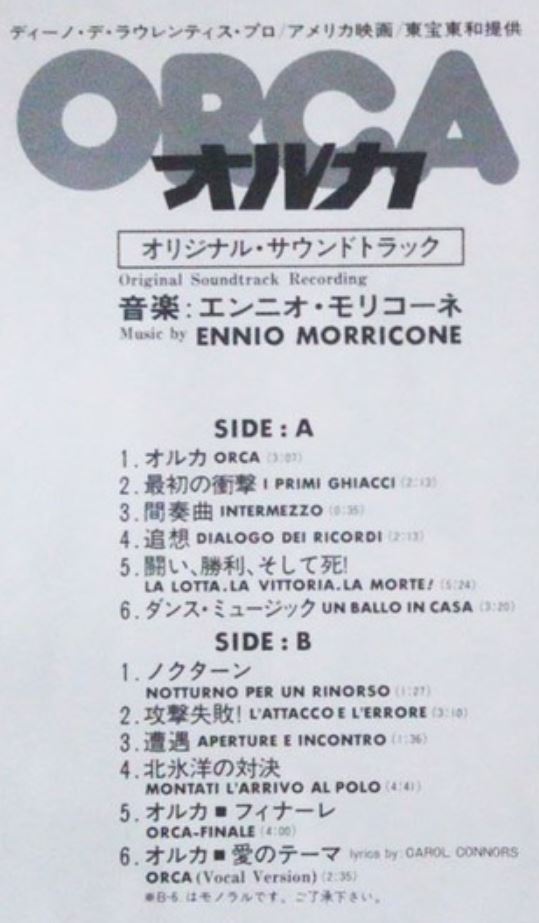 ディーノ・デ・ラウレンティス・プロ/アメリカ映画/東宝東和提供
ORCA
オルカ
オリジナル・サウンドトラック
Original Soundtrack Recording
音楽:エンニオ・モリコーネ
Music by ENNIO MORRICONE
SIDE : A
1. オルカ ORCA (3:07)
2. 最初の衝撃 I PRIMI GHIACCI (2:13)
3. 間奏曲 INTERMEZZO (0:35)
4. 追想 DIALOGO DEI RICORDI (2:13)
5. 闘い、勝利、そして死!
LA LOTTA. LA VITTORIA. LA MORTE! (5:24)
6. ダンス・ミュージック UN BALLO IN CASA (3:20)
SIDE : B
1. ノクターン
NOTTURNO PER UN RINORSO (1:27)
2. 攻撃失敗! L'ATTACCO E L'ERRORE (3:10)
3. 遭遇 APERTURE E INCONTRO (1:36)
4. 北氷洋の対決
MONTATI L'ARRIVO AL POLO (4:41)
5. オルカ■フィナーレ
ORCA-FINALE (4:00)
6. オルカ■愛のテーマ lyrics by: CAROL CONNORS
ORCA (Vocal Version) (2:35)
※B-6.はモノラルです。ご了承下さい。